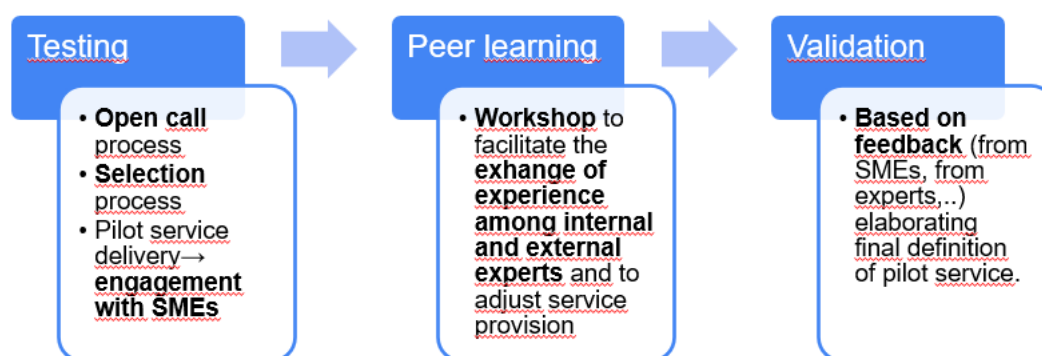 Testing
• Open call
process
• Selection
process
• Pilot service
delivery→
engagement
with SMEs
Peer learning
• Workshop to
facilitate the
exhange of
experience
among internal
and external
experts and to
adjust service
provision
Validation
• Based on
feedback (from
SMEs, from
experts,..)
elaborating
final definition
of pilot service.